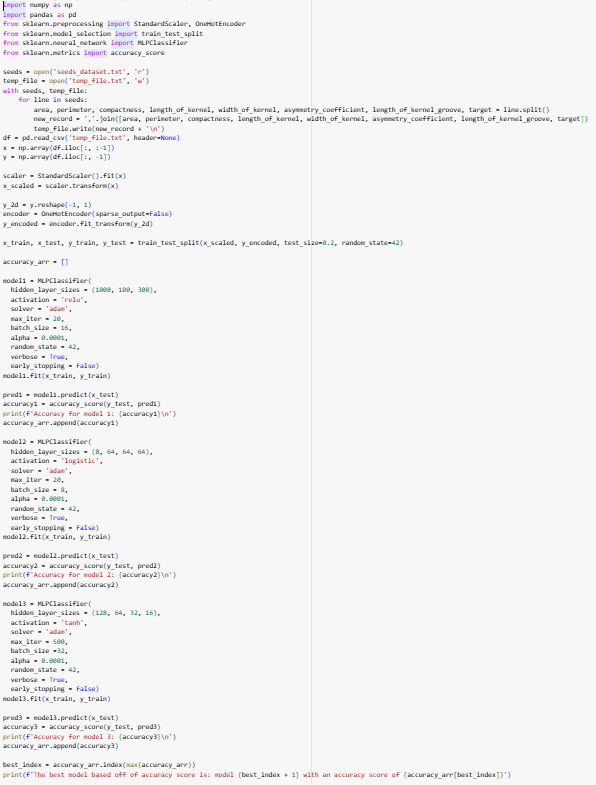 import numpy as np
import pandas as pd
from sklearn.preprocessing import StandardScaler, OneHotEncoder
from sklearn.model_selection import train_test_split
from sklearn.neural_network import MLPClassifier
from sklearn.metrics import accuracy_score
seeds = open('seeds_dataset.txt', 'r')
temp_file = open('temp_file.txt', 'w')
with seeds, temp_file:
    for line in seeds:
        area, perimeter, compactness, length_of_kernel, width_of_kernel, asymmetry_coefficient, length_of_kernel_groove, target = line.split()
        new_record = ','.join([area, perimeter, compactness, length_of_kernel, width_of_kernel, asymmetry_coefficient, length_of_kernel_groove, target])
        temp_file.write(new_record + '\n')
df = pd.read_csv('temp_file.txt', header=None)
x = np.array(df.iloc[:, :-1])
y = np.array(df.iloc[:, -1])
scaler = StandardScaler().fit(x)
x_scaled = scaler.transform(x)
y_2d = y.reshape(-1, 1)
encoder = OneHotEncoder(sparse_output=False)
y_encoded = encoder.fit_transform(y_2d)
x_train, x_test, y_train, y_test = train_test_split(x_scaled, y_encoded, test_size=0.2, random_state=42)
accuracy_arr = []
model1 = MLPClassifier(
  hidden_layer_sizes = (1000, 100, 300),
  activation = 'relu',
  solver = 'adam',
  max_iter = 20,
  batch_size = 16,
  alpha = 0.0001,
  random_state = 42,
  verbose = True,
  early_stopping = False)
model1.fit(x_train, y_train)
pred1 = model1.predict(x_test)
accuracy1 = accuracy_score(y_test, pred1)
print(f'Accuracy for model 1: {accuracy1}\n')
accuracy_arr.append(accuracy1)
model2 = MLPClassifier(
  hidden_layer_sizes = (8, 64, 64, 64),
  activation = 'logistic',
  solver = 'adam',
  max_iter = 20,
  batch_size = 8,
  alpha = 0.0001,
  random_state = 42,
  verbose = True,
  early_stopping = False)
model2.fit(x_train, y_train)
pred2 = model2.predict(x_test)
accuracy2 = accuracy_score(y_test, pred2)
print(f'Accuracy for model 2: {accuracy2}\n')
accuracy_arr.append(accuracy2)
model3 = MLPClassifier(
  hidden_layer_sizes = (128, 64, 32, 16),
  activation = 'tanh',
  solver = 'adam',
  max_iter = 500,
  batch_size =32,
  alpha = 0.0001,
  random_state = 42,
  verbose = True,
  early_stopping = False)
model3.fit(x_train, y_train)
pred3 = model3.predict(x_test)
accuracy3 = accuracy_score(y_test, pred3)
print(f'Accuracy for model 3: {accuracy3}\n')
accuracy_arr.append(accuracy3)
best_index = accuracy_arr.index(max(accuracy_arr))
print(f'The best model based off of accuracy score is: model {best_index + 1} with an accuracy score of {accuracy_arr[best_index]}')